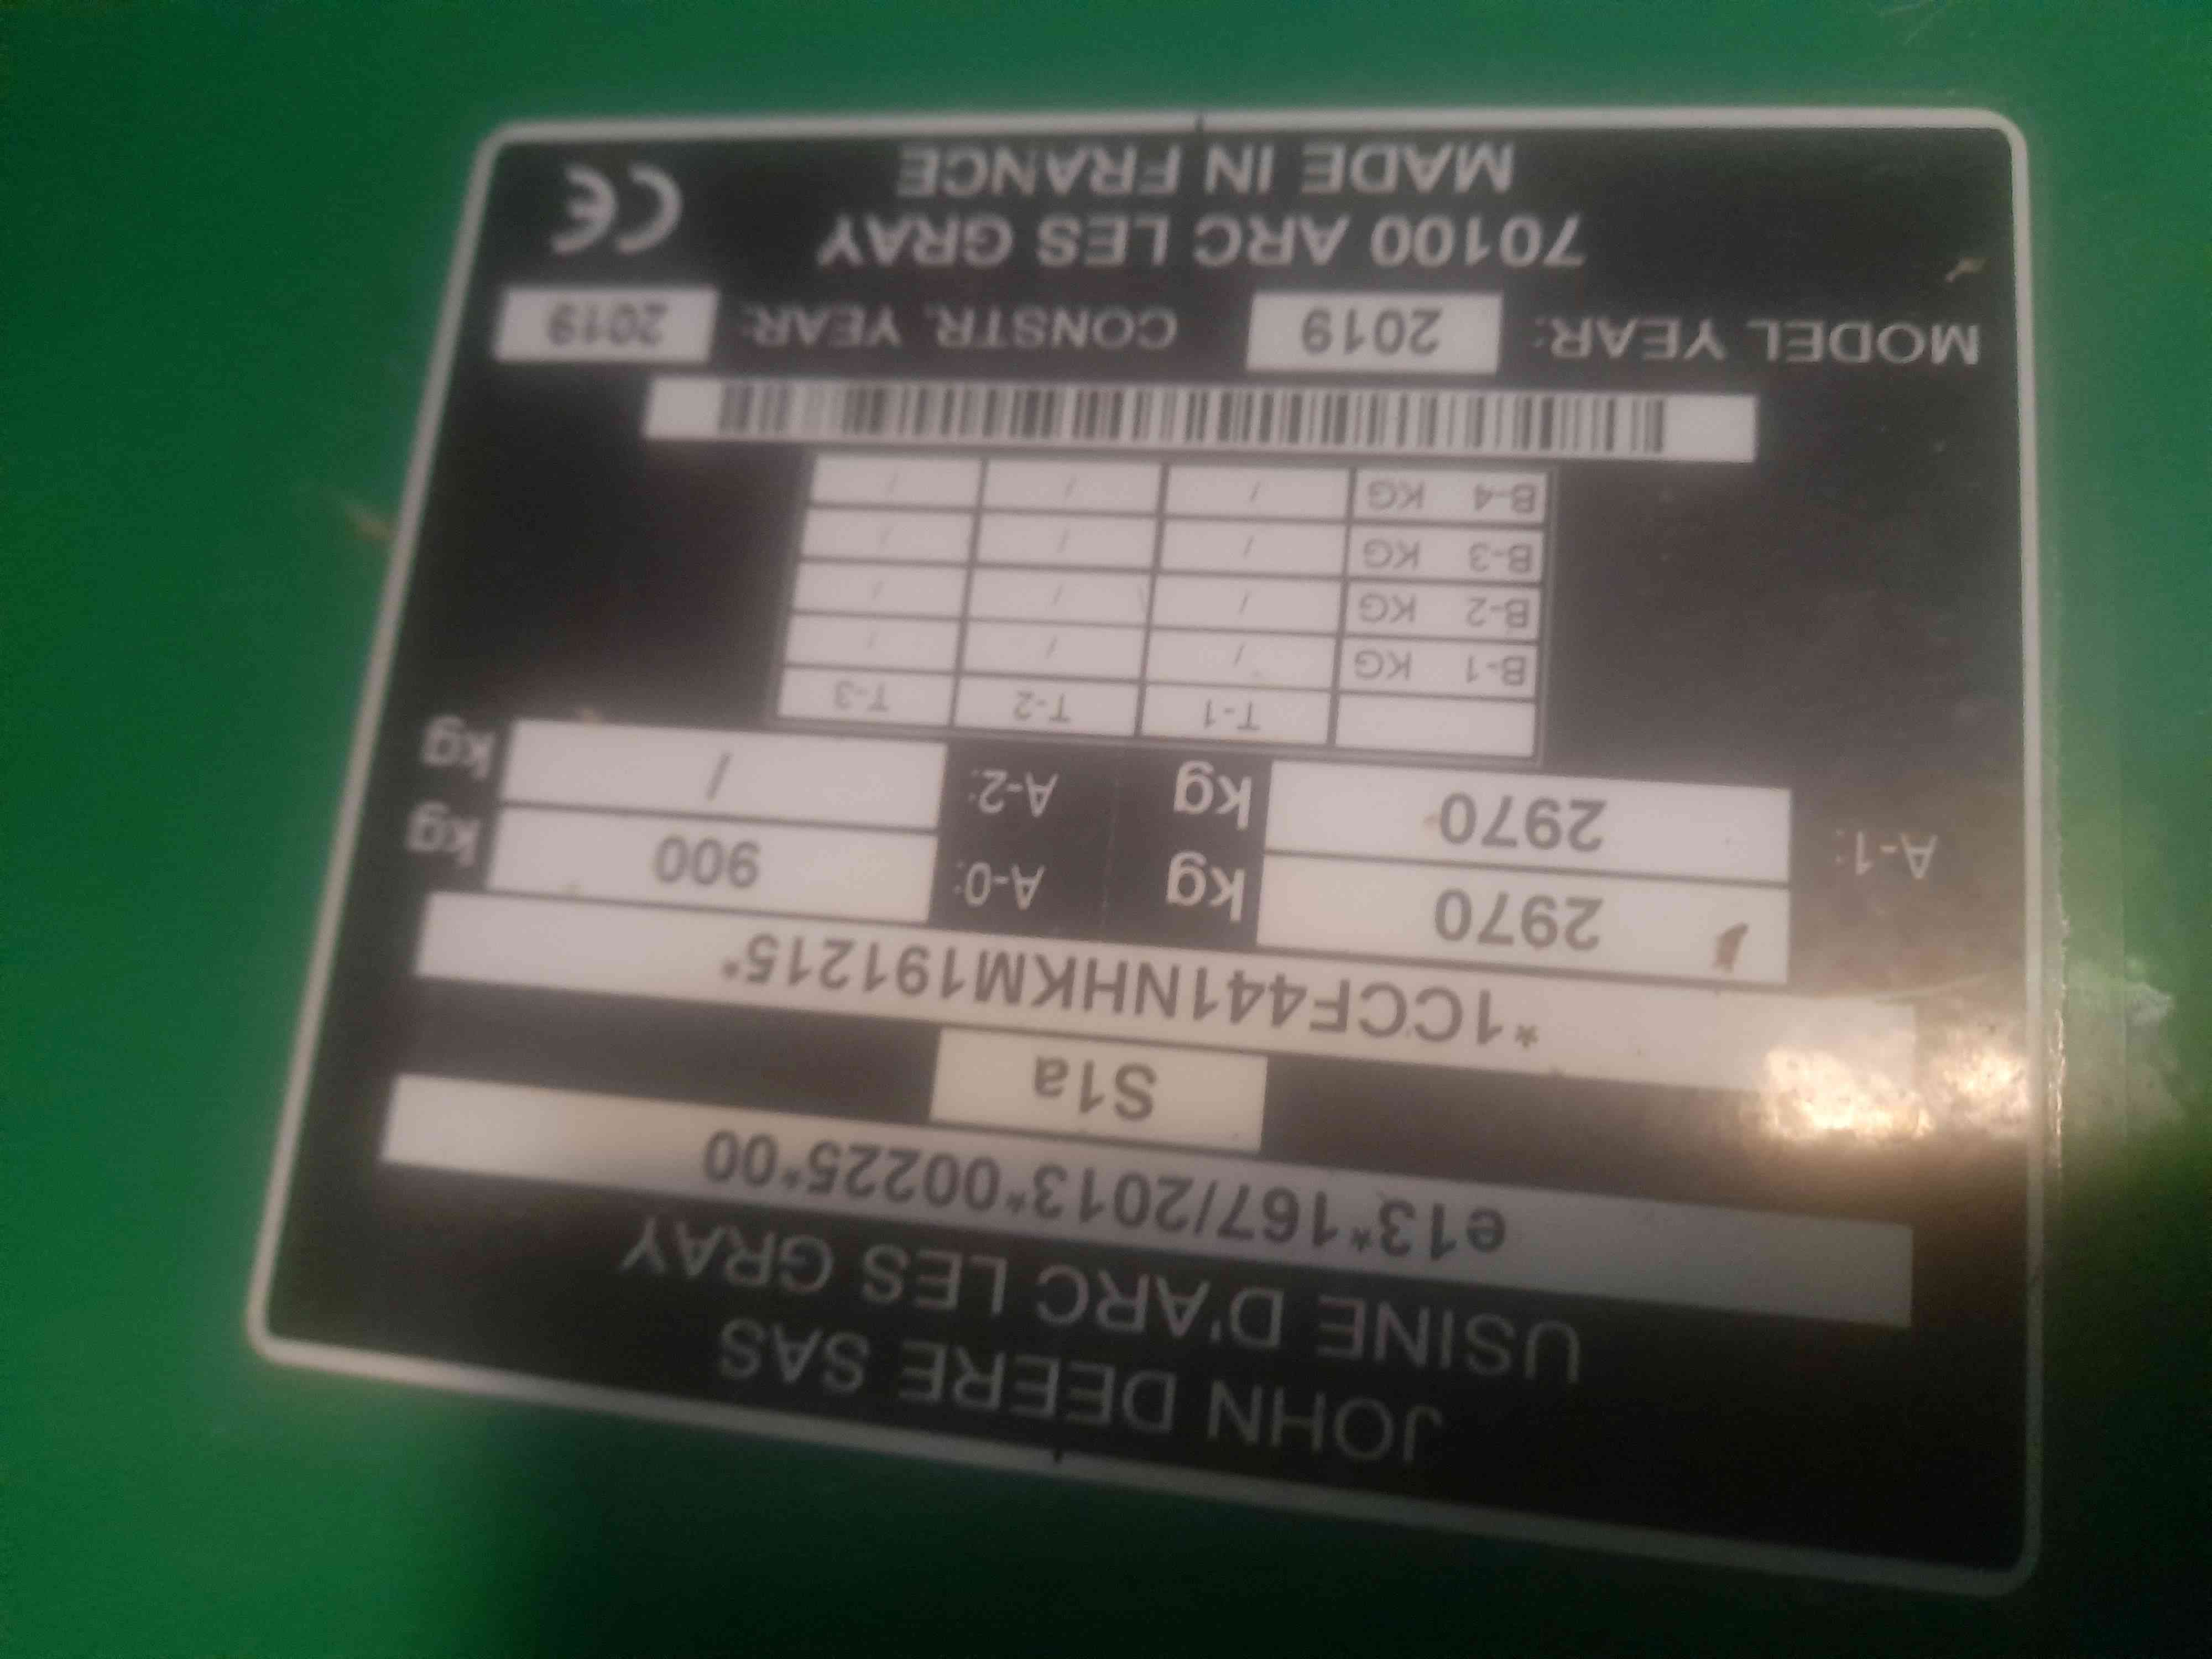 JOHN DEERE SAS
USINE D'ARC LES GRAY
e13*167/2013*00225*00
S1a
*1CCF441NHKM191215*
2970 kg A-0: 900 kg
A-1: 2970 kg A-2: / kg
T-1 T-2 T-3
B-1 KG / / /
B-2 KG / / /
B-3 KG / / /
B-4 KG / / /
MODEL YEAR: 2019 CONSTR. YEAR: 2019
70100 ARC LES GRAY
MADE IN FRANCE
CE